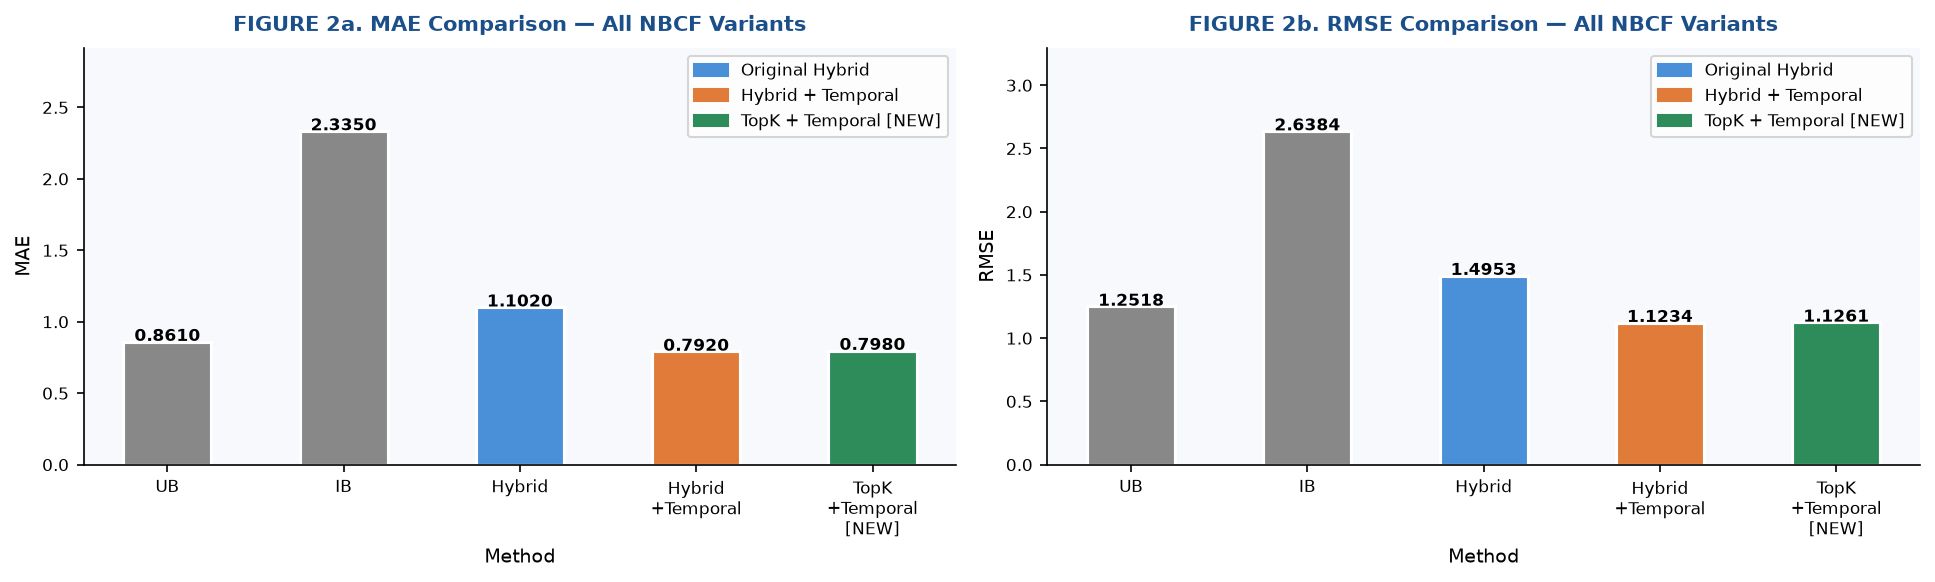 FIGURE 2a. MAE Comparison — All NBCF Variants
Original Hybrid
Hybrid + Temporal
TopK + Temporal [NEW]
MAE
2.5
2.0
1.5
1.0
0.5
0.0
0.8610
2.3350
1.1020
0.7920
0.7980
UB
IB
Hybrid
Hybrid
+Temporal
TopK
+Temporal
[NEW]
Method
FIGURE 2b. RMSE Comparison — All NBCF Variants
Original Hybrid
Hybrid + Temporal
TopK + Temporal [NEW]
RMSE
3.0
2.5
2.0
1.5
1.0
0.5
0.0
1.2518
2.6384
1.4953
1.1234
1.1261
UB
IB
Hybrid
Hybrid
+Temporal
TopK
+Temporal
[NEW]
Method